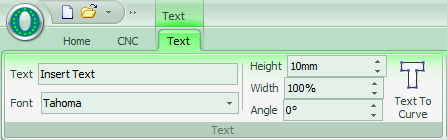 Text
Home CNC Text
Text Insert Text
Font Tahoma
Height 10mm
Width 100%
Angle 0°
Text To
Curve
Text